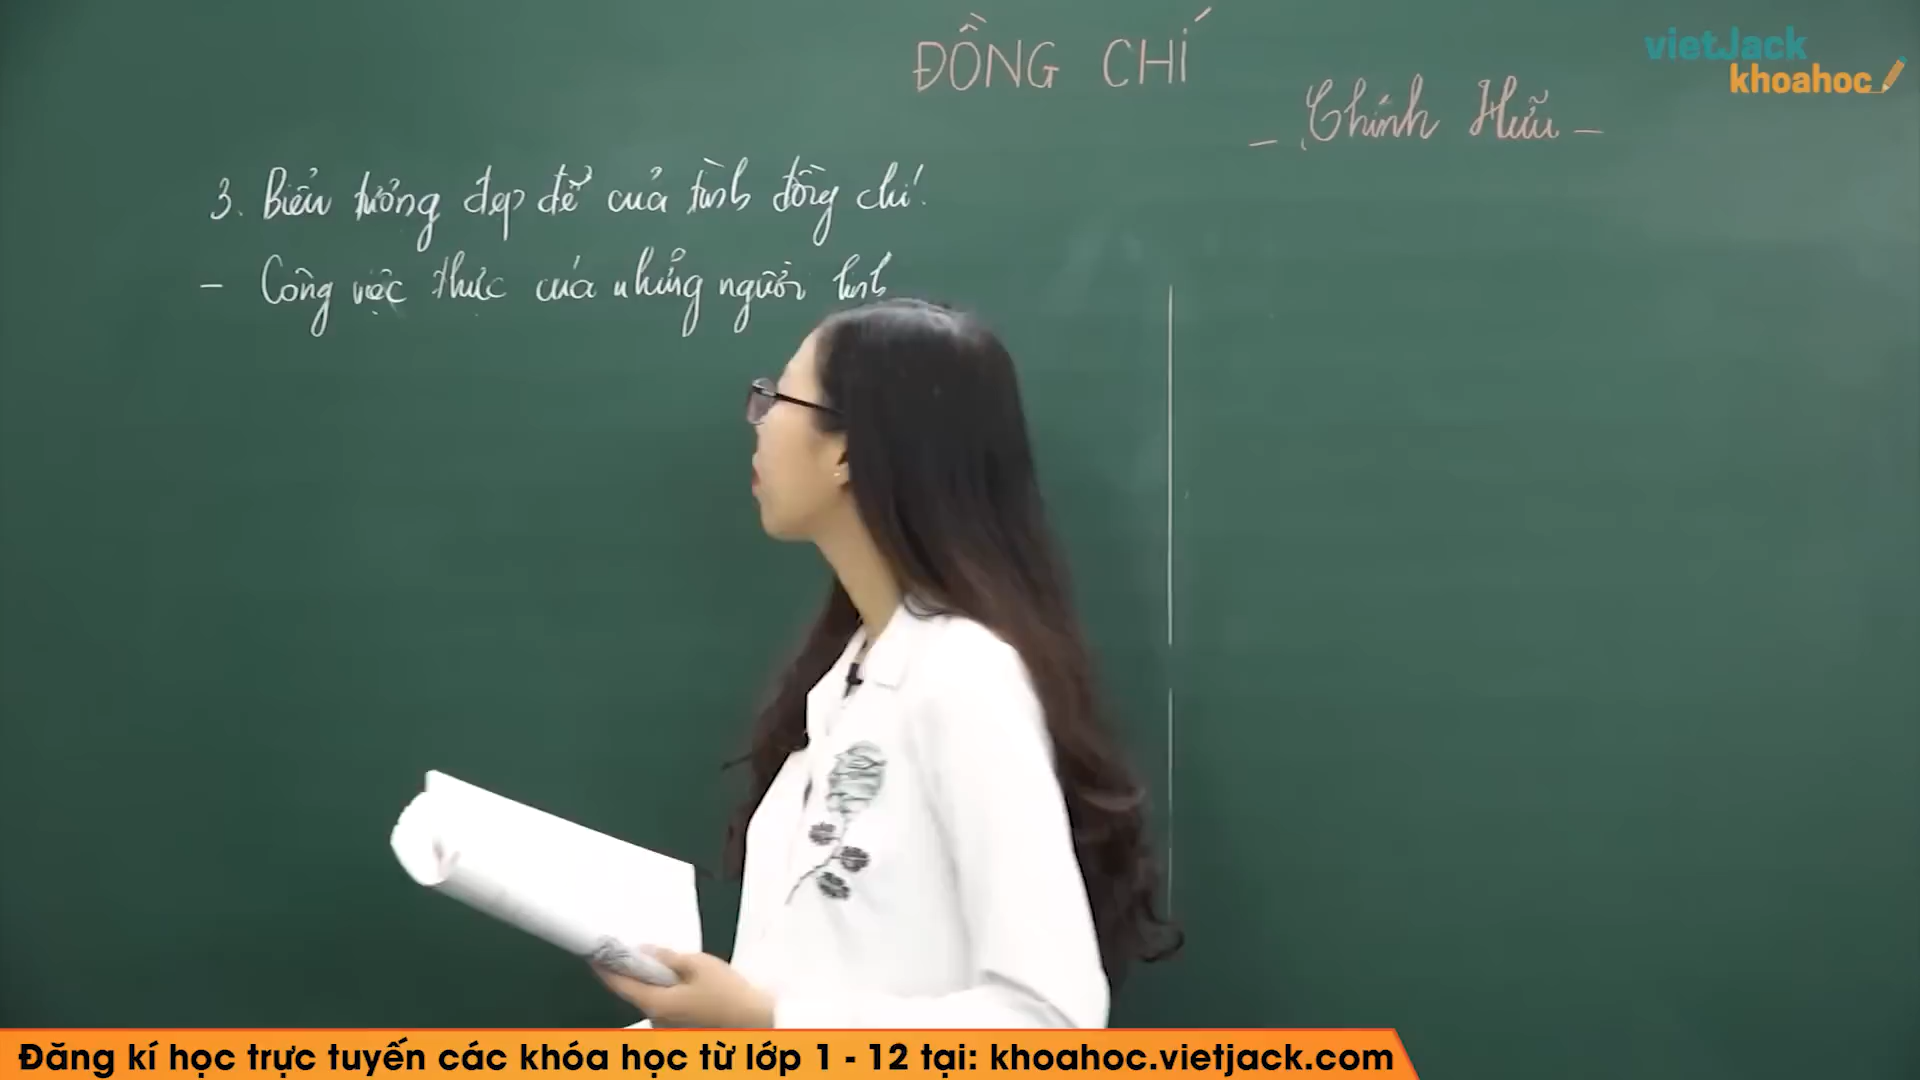 ĐỒNG CHÍ
- Chính Hữu -
vietJack
khoahoc
3. Biểu tượng đẹp đẽ của tình đồng chí.
- Công việc thực của những người lính
Đăng kí học trực tuyến các khóa học từ lớp 1 - 12 tại: khoahoc.vietjack.com